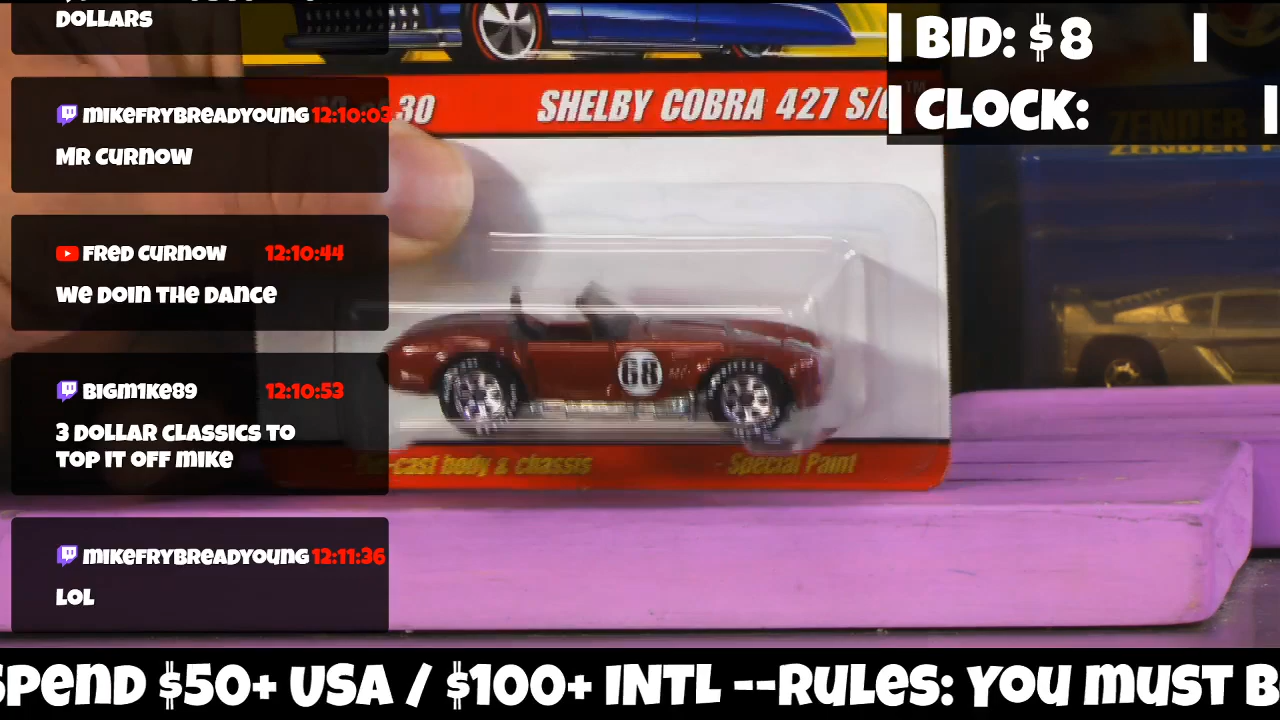 DOLLARS
mikefrybreadyoung 12:10:03
MR CURNOW
FRED CURNOW 12:10:44
WE DOIN THE DANCE
BIGM1KE89 12:10:53
3 DOLLAR CLASSICS TO
TOP IT OFF MIKE
mikefrybreadyoung 12:11:36
LOL
| BID: $8 |
| CLOCK: |
30 SHELBY COBRA 427 S/
ZENDER
68
-cast body & chassis
- Special Paint
SPEND $50+ USA / $100+ INTL --RULES: YOU MUST B